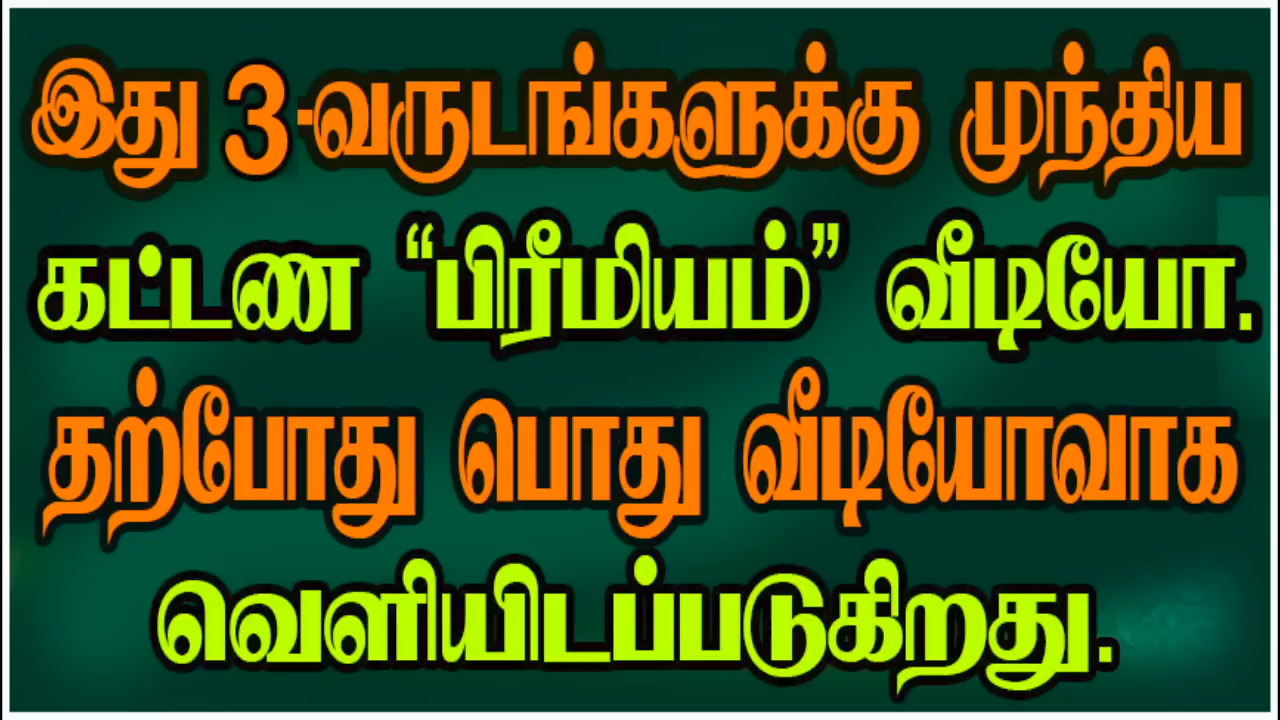 இது 3-வருடங்களுக்கு முந்திய
கட்டண “பிரீமியம்” வீடியோ.
தற்போது பொது வீடியோவாக
வெளியிடப்படுகிறது.